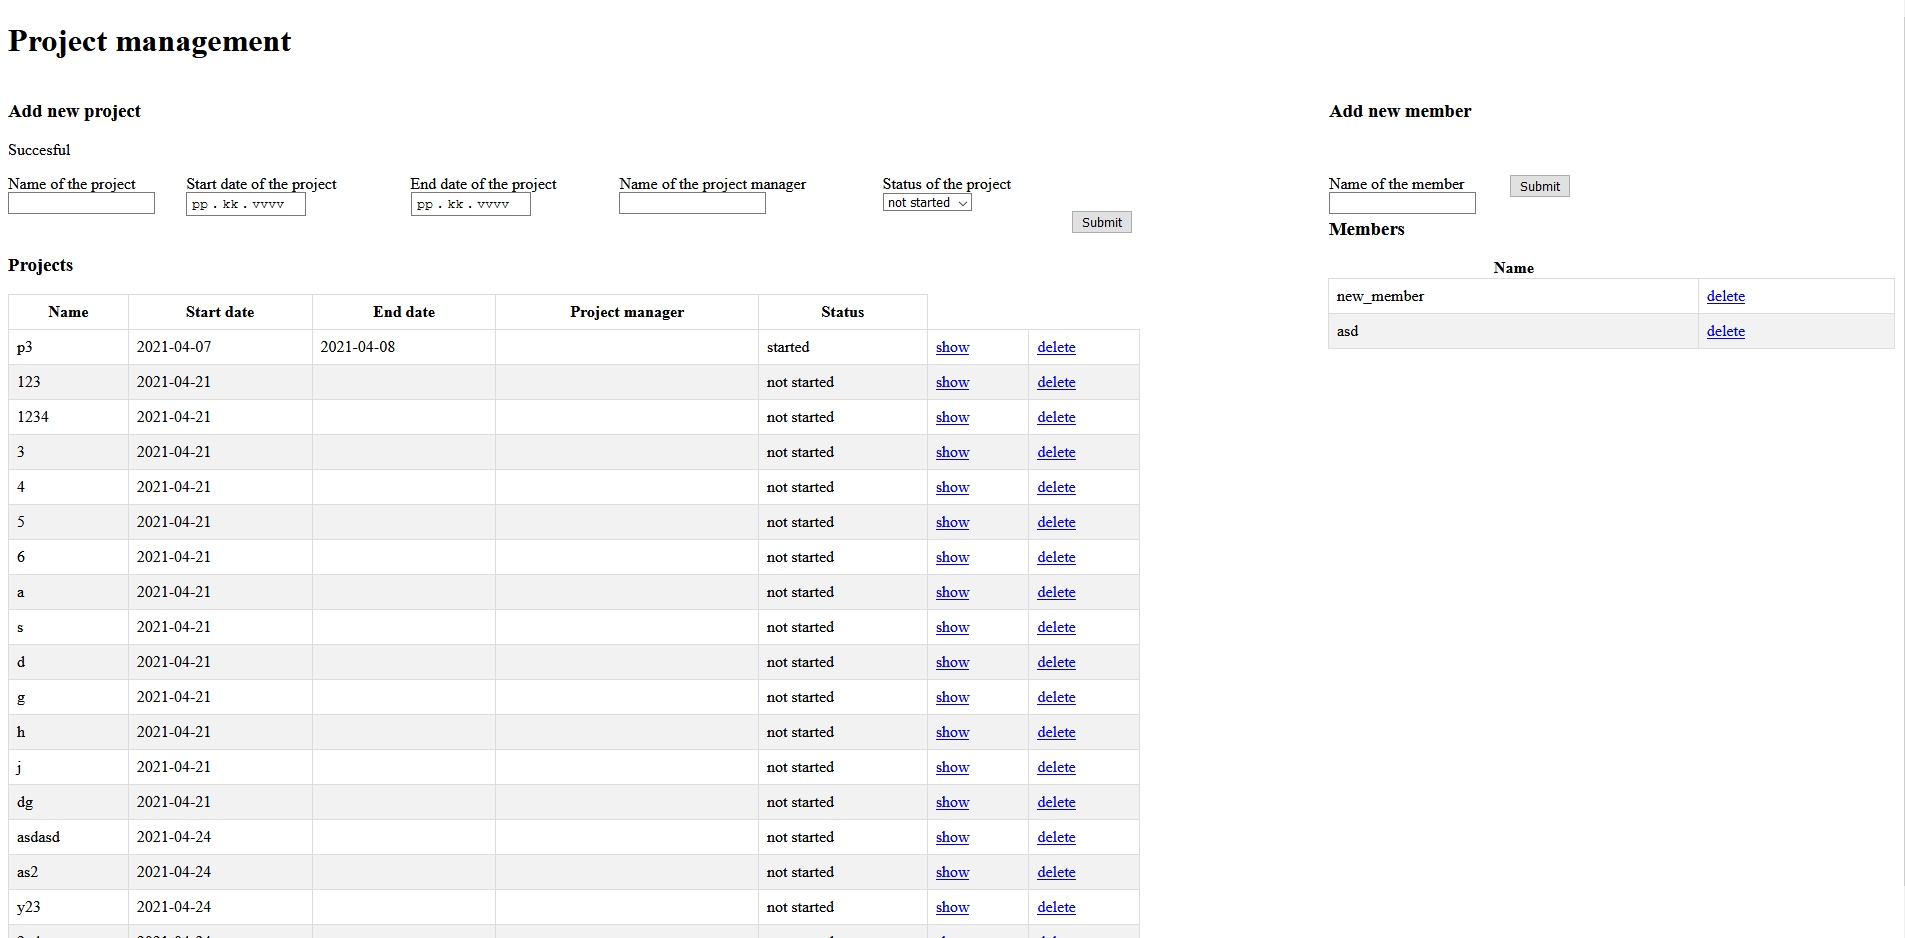 Project management
Add new project
Succesful
Name of the project Start date of the project End date of the project Name of the project manager Status of the project
pp . kk . vvvv pp . kk . vvvv not started
Submit
Projects
Name Start date End date Project manager Status
p3 2021-04-07 2021-04-08 started show delete
123 2021-04-21 not started show delete
1234 2021-04-21 not started show delete
3 2021-04-21 not started show delete
4 2021-04-21 not started show delete
5 2021-04-21 not started show delete
6 2021-04-21 not started show delete
a 2021-04-21 not started show delete
s 2021-04-21 not started show delete
d 2021-04-21 not started show delete
g 2021-04-21 not started show delete
h 2021-04-21 not started show delete
j 2021-04-21 not started show delete
dg 2021-04-21 not started show delete
asdasd 2021-04-24 not started show delete
as2 2021-04-24 not started show delete
y23 2021-04-24 not started show delete
Add new member
Name of the member Submit
Members
Name
new_member delete
asd delete